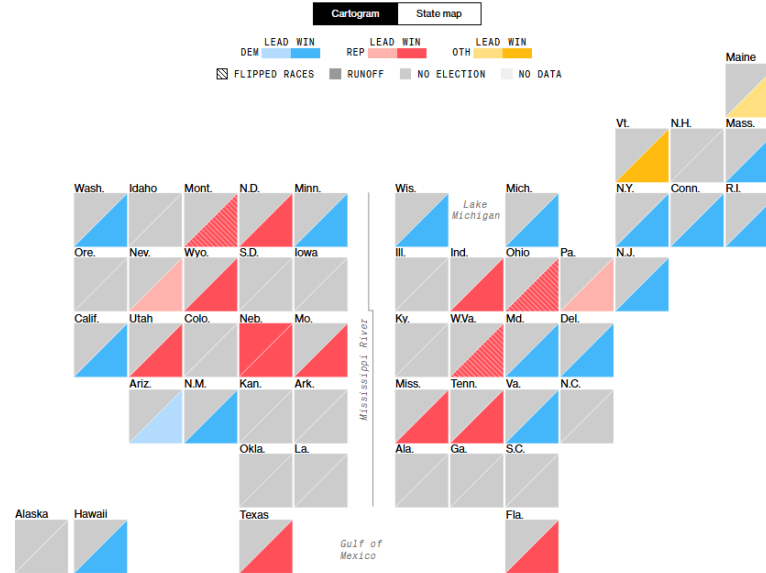 Cartogram State map
LEAD WIN LEAD WIN LEAD WIN
DEM REP OTH
FLIPPED RACES RUNOFF NO ELECTION NO DATA
Maine
Vt. N.H. Mass.
Wash. Idaho Mont. N.D. Minn. Wis. Mich. N.Y. Conn. R.I.
Lake
Michigan
Ore. Nev. Wyo. S.D. Iowa Ill. Ind. Ohio Pa. N.J.
Calif. Utah Colo. Neb. Mo. Ky. W.Va. Md. Del.
Mississippi River
Ariz. N.M. Kan. Ark. Miss. Tenn. Va. N.C.
Okla. La. Ala. Ga. S.C.
Alaska Hawaii Texas Fla.
Gulf of
Mexico